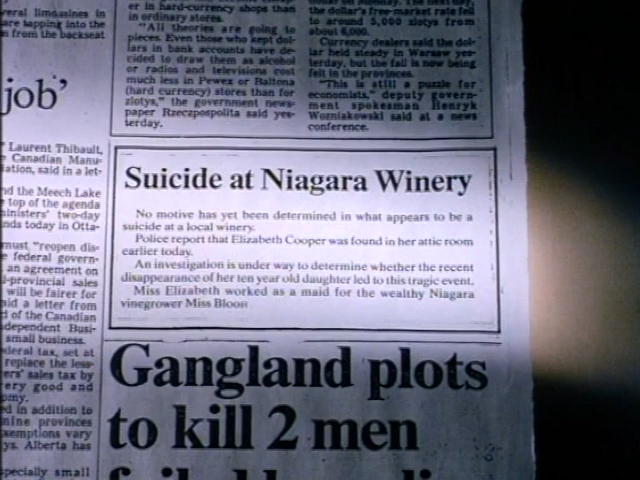 veral limousines in
are tapping into the
n from the backseat
job'
Laurent Thibault,
Canadian Manu-
iation, said in a let-
nd the Meech Lake
top of the agenda
ministers' two-day
nds today in Otta-
must "reopen dis-
federal govern-
an agreement on
l-provincial sales
will be fairer for
aid a letter from
d of the Canadian
dependent Busi-
small business.
deral tax, set at
replace the less-
ers' sales tax by
ery good and
omy.
ed in addition to
nine provinces
xemptions vary
ys. Alberta has
specially small
er in hard-currency shops than
in ordinary stores.
"All theories are going to
pieces. Even those who kept dol-
lars in bank accounts have de-
cided to draw them as alcohol
or radios and televisions cost
much less in Pewex or Baltona
(hard currency) stores than for
zlotys," the government news-
paper Rzeczpospolita said yes-
terday.
the dollar's free-market rate fell
to around 5,000 zlotys from
about 6,000.
Currency dealers said the dol-
lar held steady in Warsaw yes-
terday, but the fall is now being
felt in the provinces.
"This is still a puzzle for
economists," deputy govern-
ment spokesman Henryk
Wozniakowski said at a news
conference.
Suicide at Niagara Winery
No motive has yet been determined in what appears to be a
suicide at a local winery.
Police report that Elizabeth Cooper was found in her attic room
earlier today.
An investigation is under way to determine whether the recent
disappearance of her ten year old daughter led to this tragic event.
Miss Elizabeth worked as a maid for the wealthy Niagara
vinegrower Miss Bloom
Gangland plots
to kill 2 men